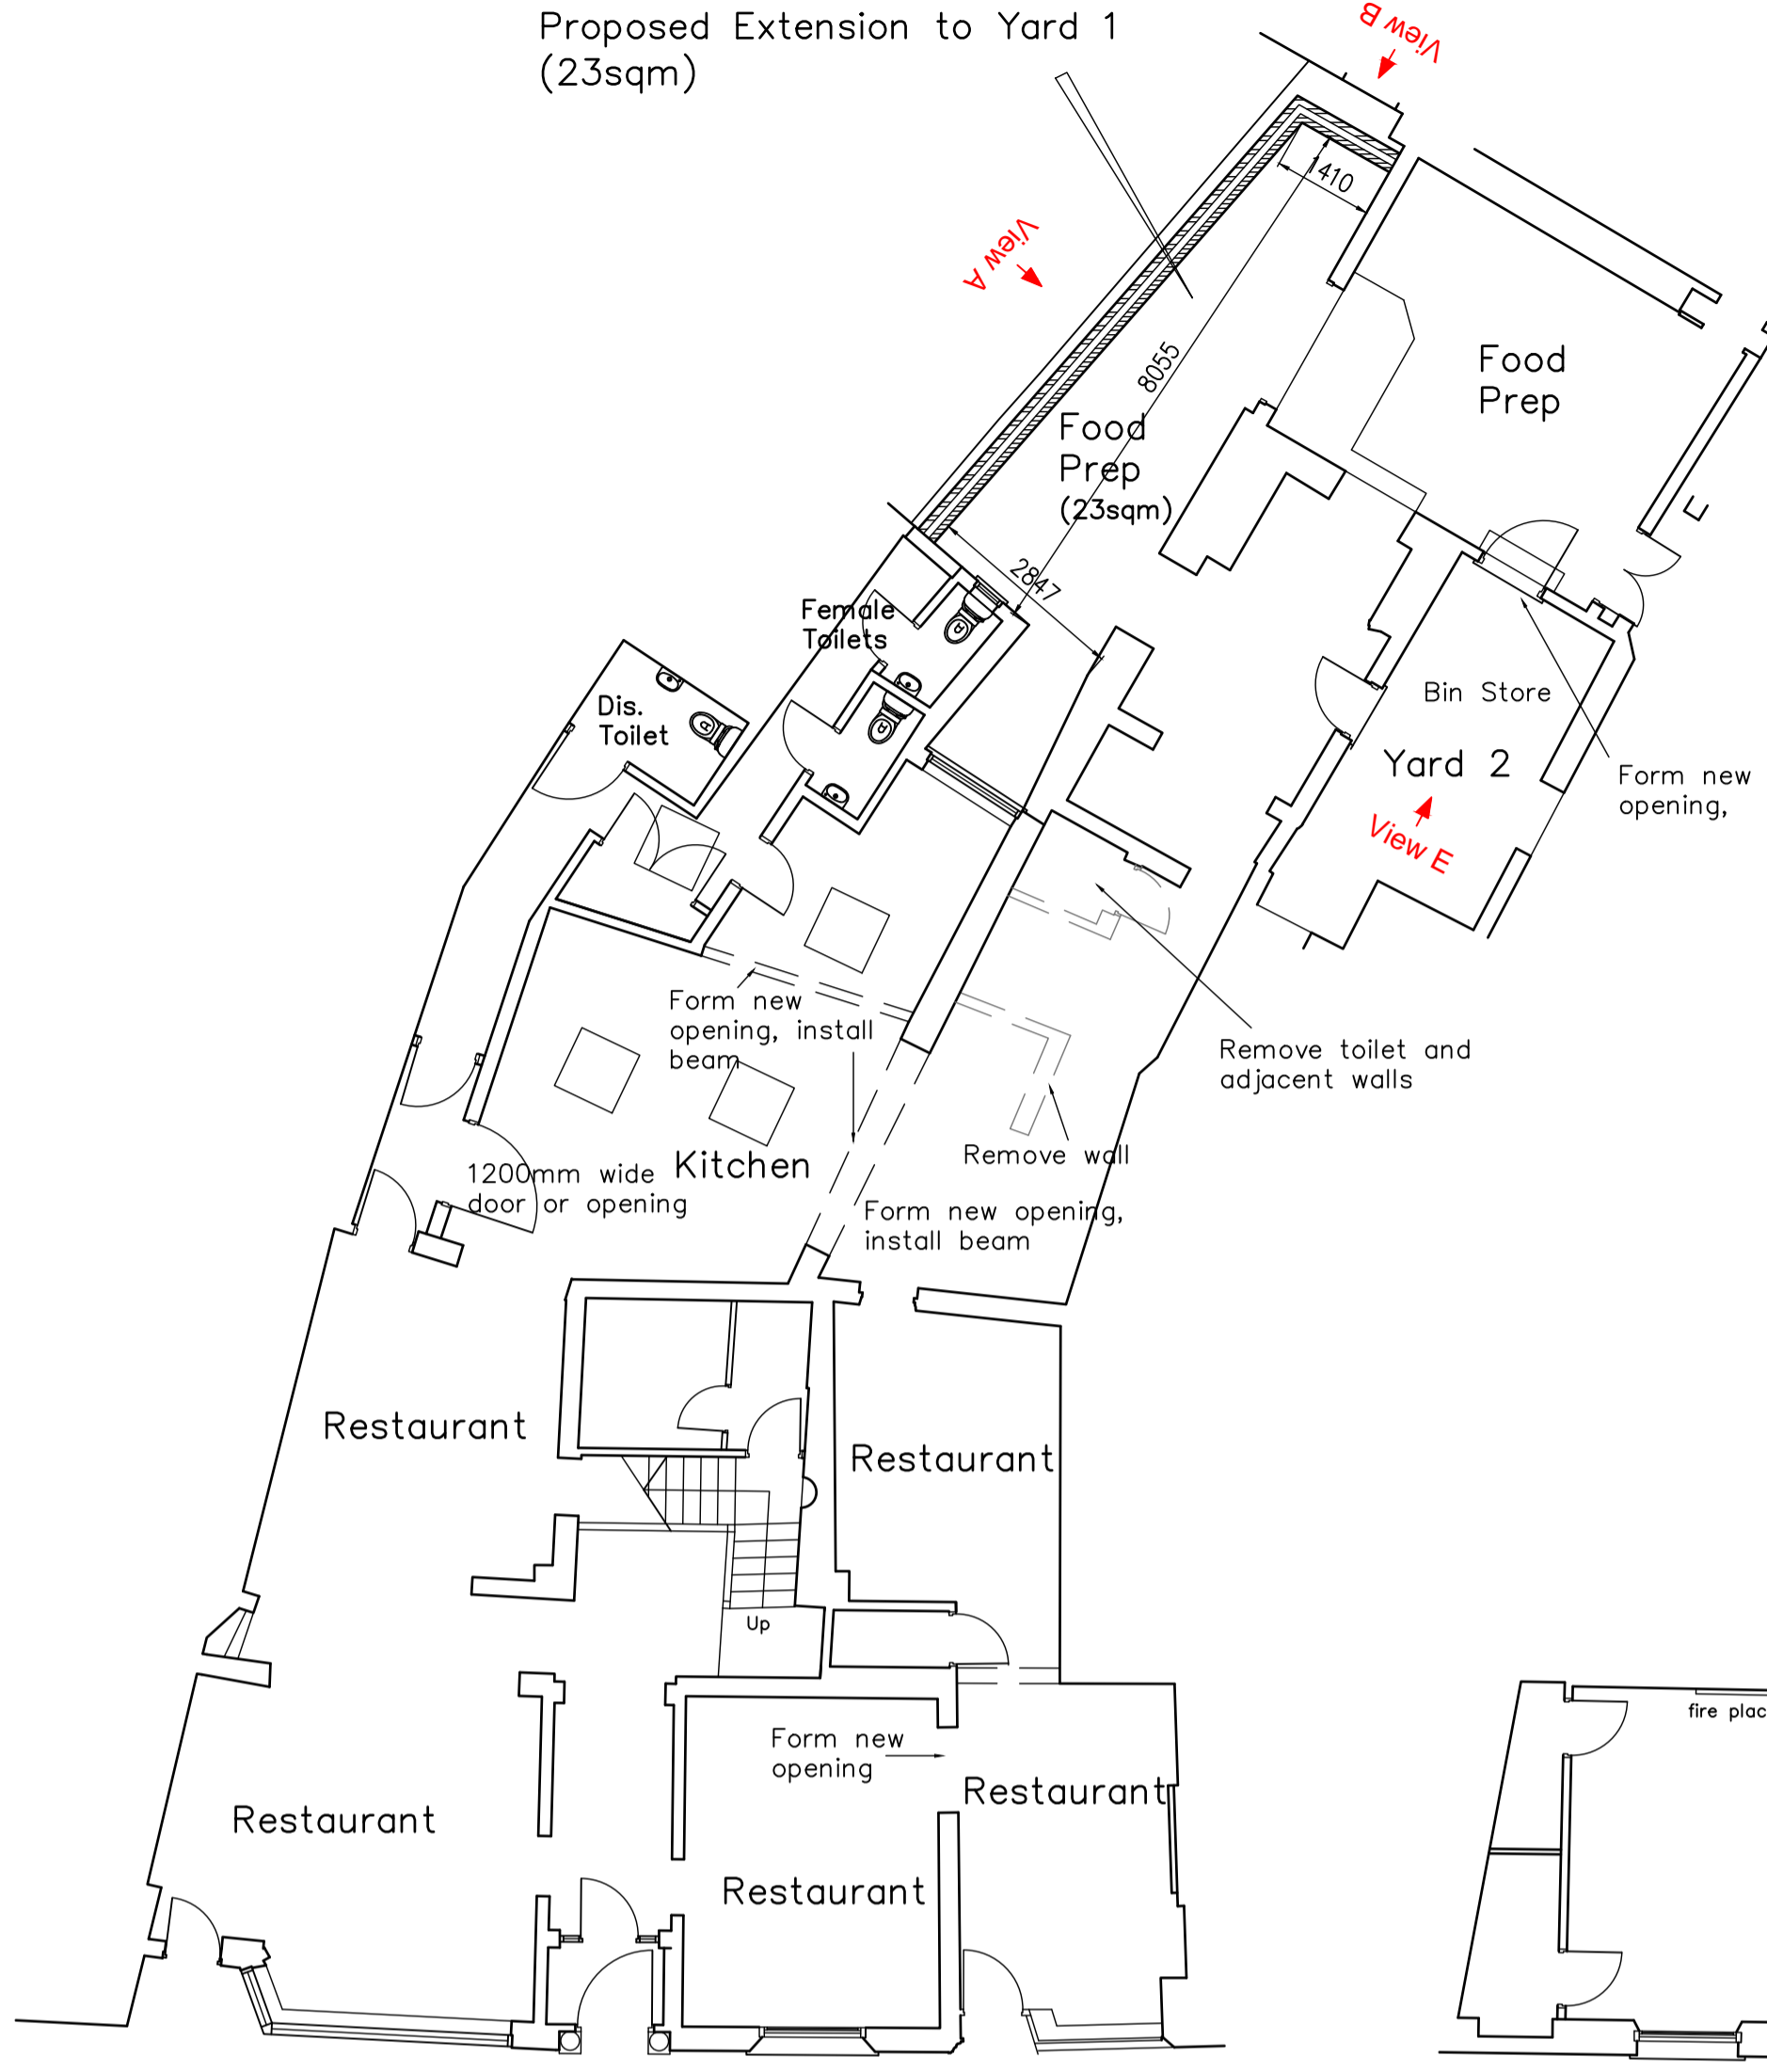 Proposed Extension to Yard 1
(23sqm)
View B
1410
View A
8055
Food
Prep
Food
Prep
(23sqm)
2847
Female
Toilets
Dis.
Toilet
Bin Store
Yard 2
Form new
opening,
View E
Form new
opening, install
beam
Remove toilet and
adjacent walls
Remove wall
1200mm wide
door or opening
Kitchen
Form new opening,
install beam
Restaurant
Restaurant
Up
Form new
opening
Restaurant
Restaurant
Restaurant
fire plac